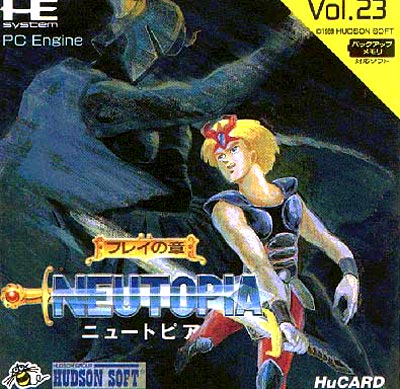 HE
system
PC Engine
Vol.23
©1989 HUDSON SOFT
バックアップ
メモリ
対応ソフト
フレイの章
NEUTOPIA
ニュートピア
HUDSON GROUP
HUDSON SOFT
HuCARD